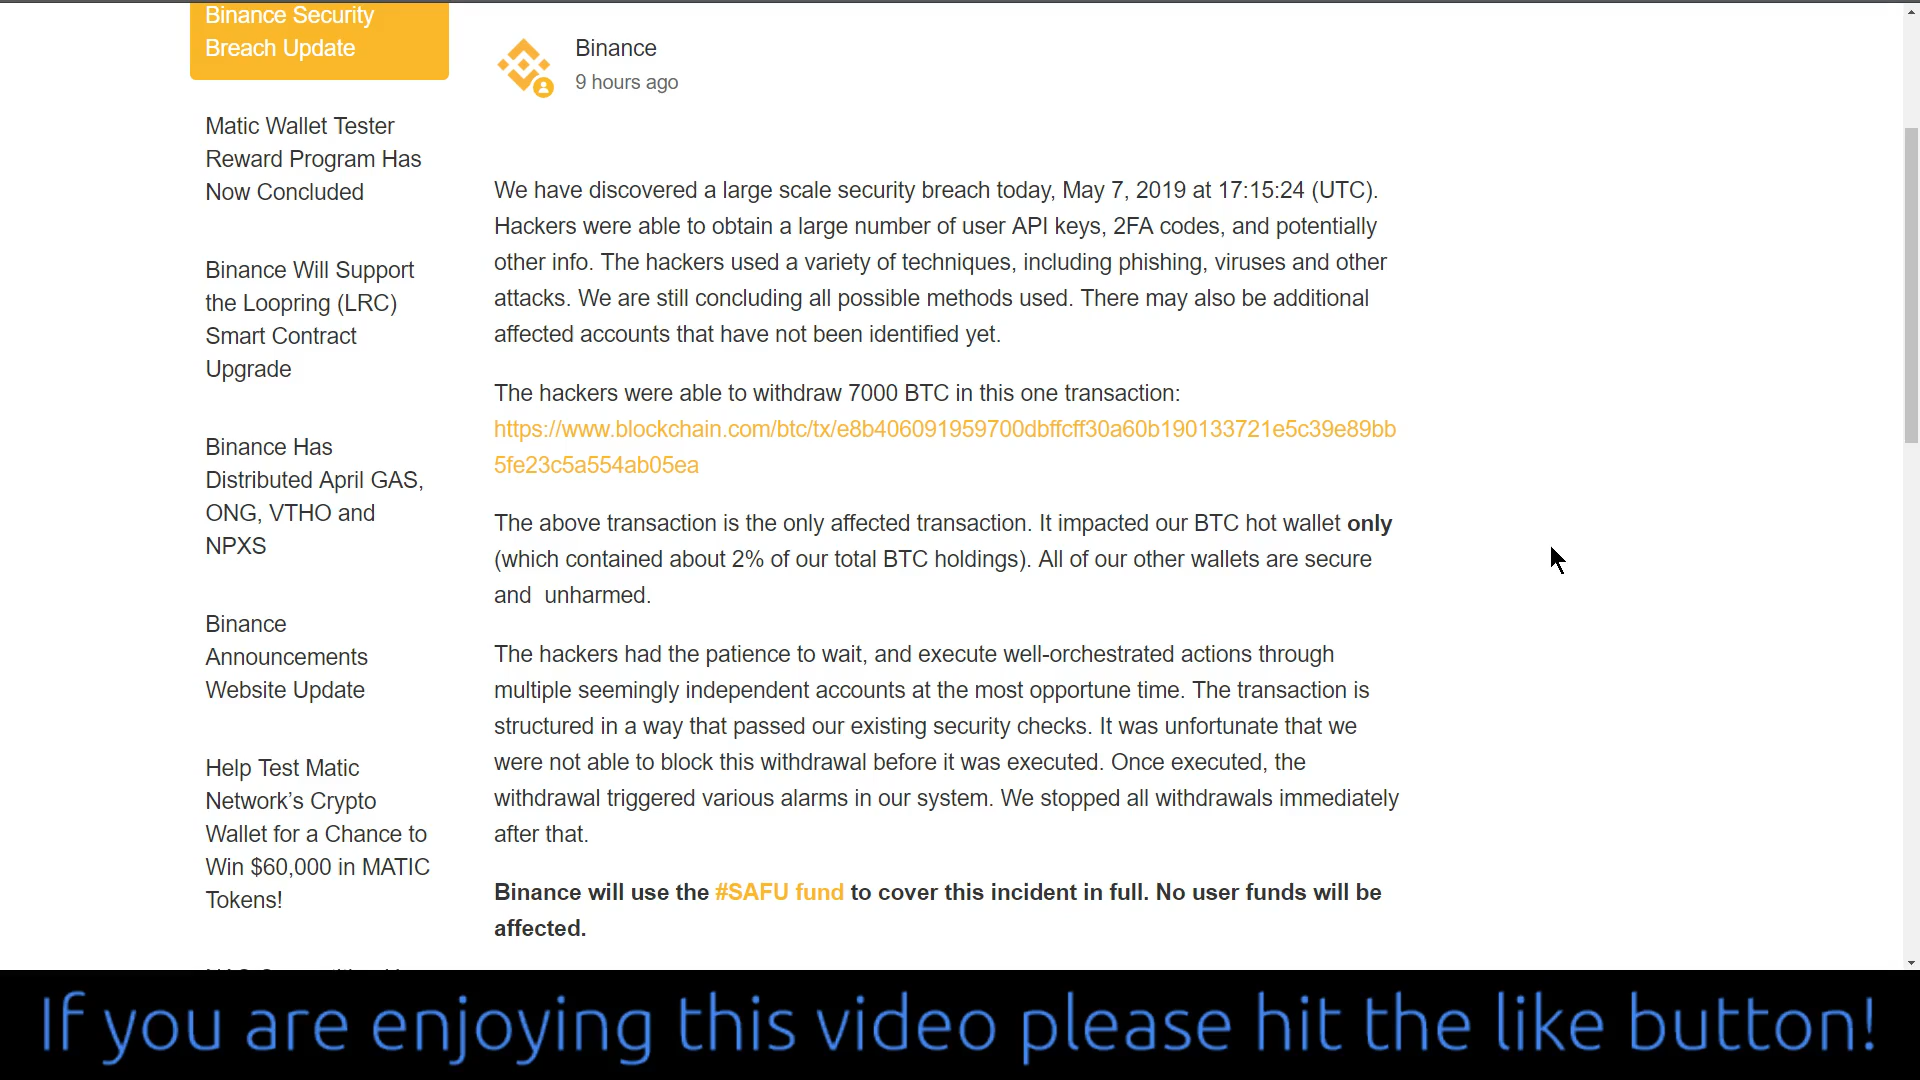 Binance Security
Breach Update
Matic Wallet Tester
Reward Program Has
Now Concluded
Binance Will Support
the Loopring (LRC)
Smart Contract
Upgrade
Binance Has
Distributed April GAS,
ONG, VTHO and
NPXS
Binance
Announcements
Website Update
Help Test Matic
Network’s Crypto
Wallet for a Chance to
Win $60,000 in MATIC
Tokens!
Binance
9 hours ago
We have discovered a large scale security breach today, May 7, 2019 at 17:15:24 (UTC).
Hackers were able to obtain a large number of user API keys, 2FA codes, and potentially
other info. The hackers used a variety of techniques, including phishing, viruses and other
attacks. We are still concluding all possible methods used. There may also be additional
affected accounts that have not been identified yet.
The hackers were able to withdraw 7000 BTC in this one transaction:
https://www.blockchain.com/btc/tx/e8b406091959700dbffcff30a60b190133721e5c39e89bb
5fe23c5a554ab05ea
The above transaction is the only affected transaction. It impacted our BTC hot wallet only
(which contained about 2% of our total BTC holdings). All of our other wallets are secure
and  unharmed.
The hackers had the patience to wait, and execute well-orchestrated actions through
multiple seemingly independent accounts at the most opportune time. The transaction is
structured in a way that passed our existing security checks. It was unfortunate that we
were not able to block this withdrawal before it was executed. Once executed, the
withdrawal triggered various alarms in our system. We stopped all withdrawals immediately
after that.
Binance will use the #SAFU fund to cover this incident in full. No user funds will be
affected.
If you are enjoying this video please hit the like button!